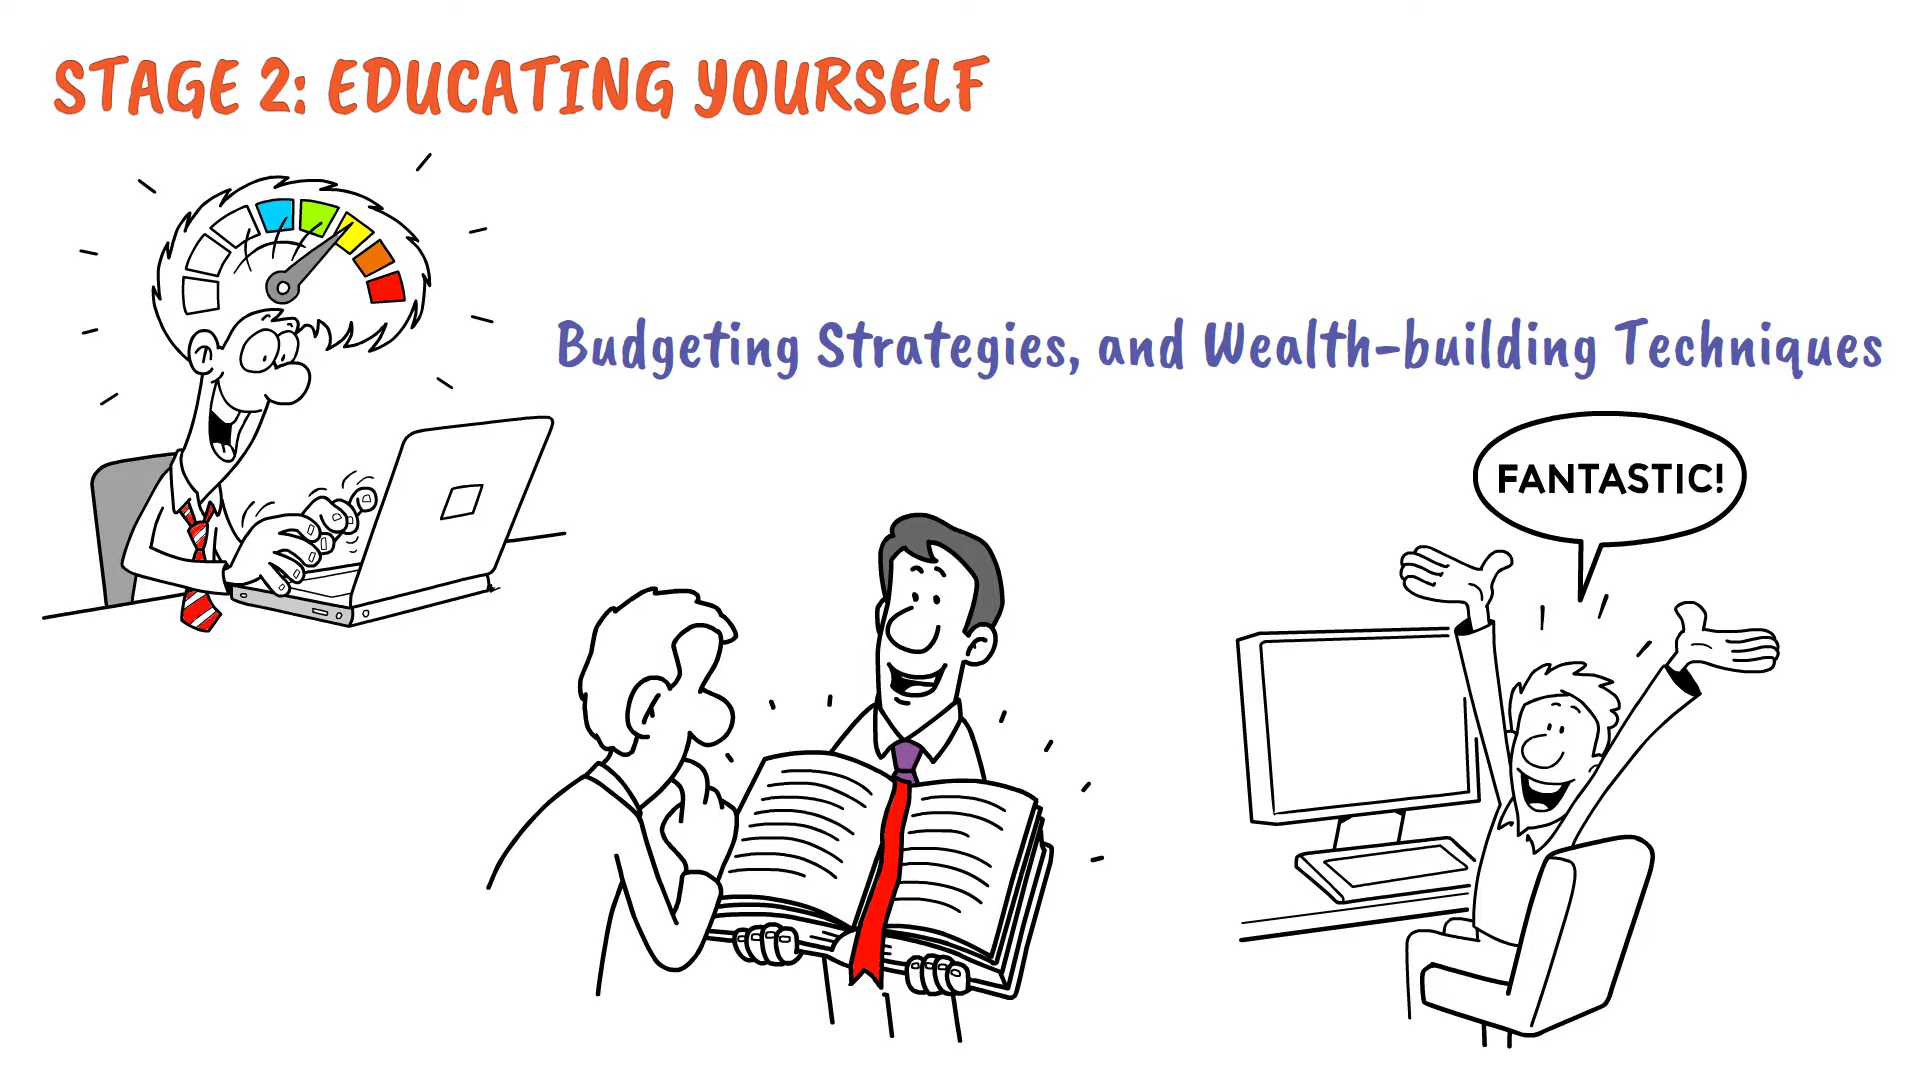 STAGE 2: EDUCATING YOURSELF
Budgeting Strategies, and Wealth-building Techniques
FANTASTIC!